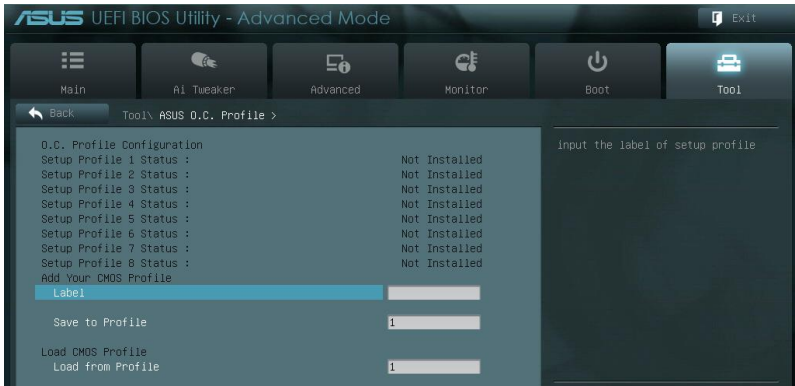 ASUS UEFI BIOS Utility - Advanced Mode
Exit
Main Ai Tweaker Advanced Monitor Boot Tool
Back Tool\ ASUS O.C. Profile >
O.C. Profile Configuration
Setup Profile 1 Status : Not Installed
Setup Profile 2 Status : Not Installed
Setup Profile 3 Status : Not Installed
Setup Profile 4 Status : Not Installed
Setup Profile 5 Status : Not Installed
Setup Profile 6 Status : Not Installed
Setup Profile 7 Status : Not Installed
Setup Profile 8 Status : Not Installed
Add Your CMOS Profile
Label
Save to Profile 1
Load CMOS Profile
Load from Profile 1
input the label of setup profile